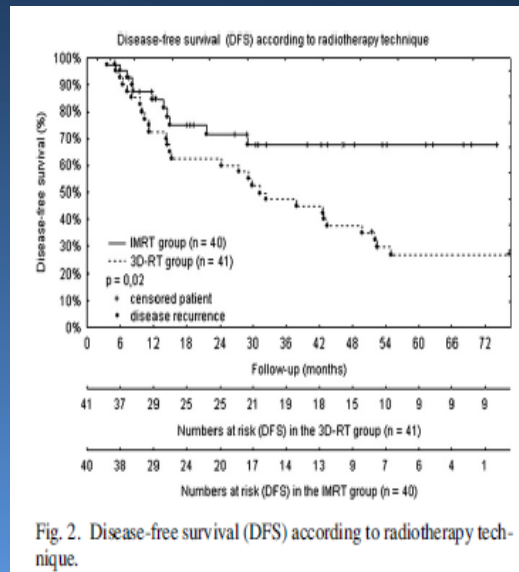 Disease-free survival (DFS) according to radiotherapy technique
100%
90%
80%
70%
60%
50%
40%
30%
20%
10%
0%
Disease-free survival (%)
IMRT group (n = 40)
3D-RT group (n = 41)
p = 0,02
censored patient
disease recurrence
0 6 12 18 24 30 36 42 48 54 60 66 72
Follow-up (months)
41 37 29 25 25 21 19 18 15 10 9 9 9
Numbers at risk (DFS) in the 3D-RT group (n = 41)
40 38 29 24 20 17 14 13 9 7 6 4 1
Numbers at risk (DFS) in the IMRT group (n = 40)
Fig. 2. Disease-free survival (DFS) according to radiotherapy tech-
nique.